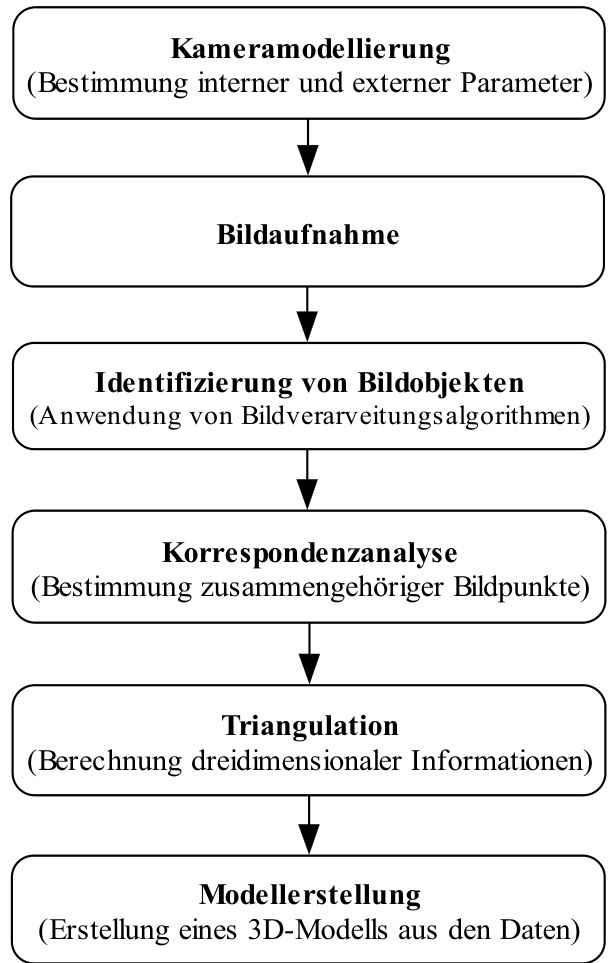 Kameramodellierung
(Bestimmung interner und externer Parameter)
Bildaufnahme
Identifizierung von Bildobjekten
(Anwendung von Bildverarveitungsalgorithmen)
Korrespondenzanalyse
(Bestimmung zusammengehöriger Bildpunkte)
Triangulation
(Berechnung dreidimensionaler Informationen)
Modellerstellung
(Erstellung eines 3D-Modells aus den Daten)